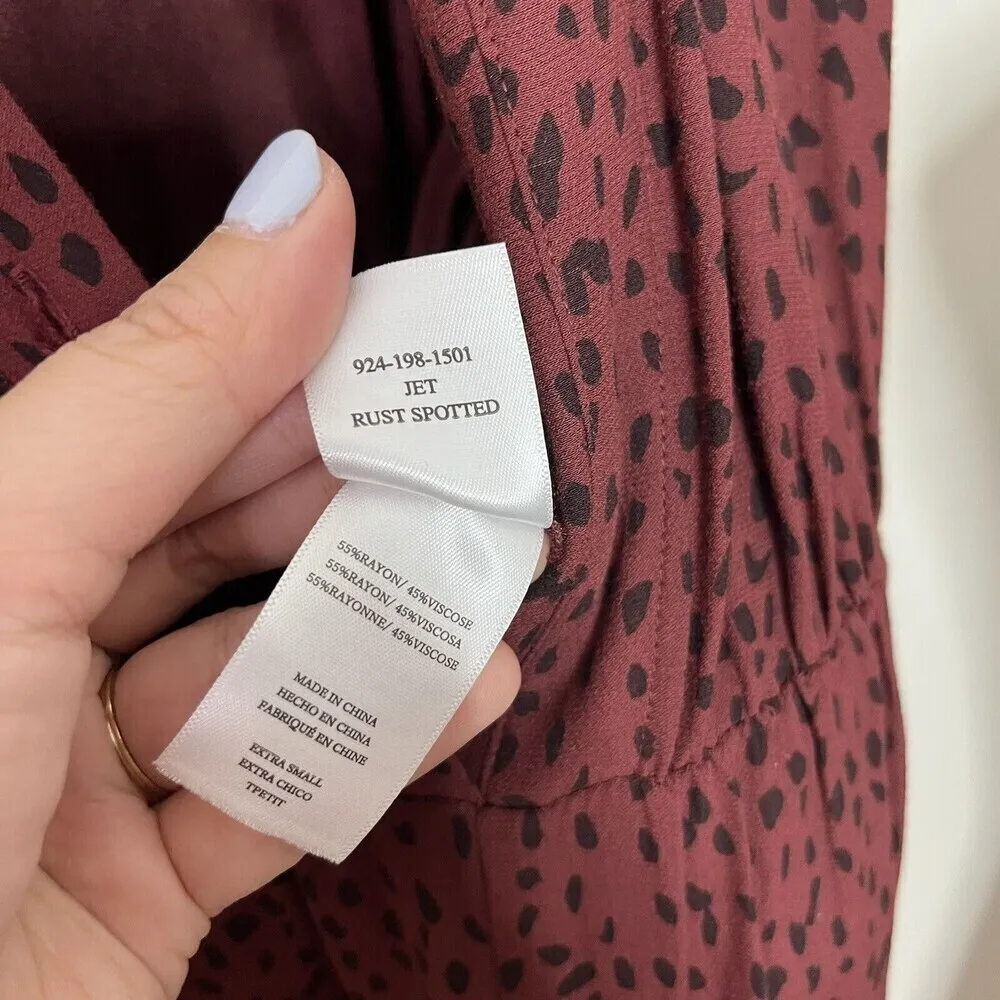 924-198-1501
JET
RUST SPOTTED
55%RAYON/ 45%VISCOSE
55%RAYON/ 45%VISCOSA
55%RAYONNE/ 45%VISCOSE
MADE IN CHINA
HECHO EN CHINA
FABRIQUÉ EN CHINE
EXTRA SMALL
EXTRA CHICO
TPETIT